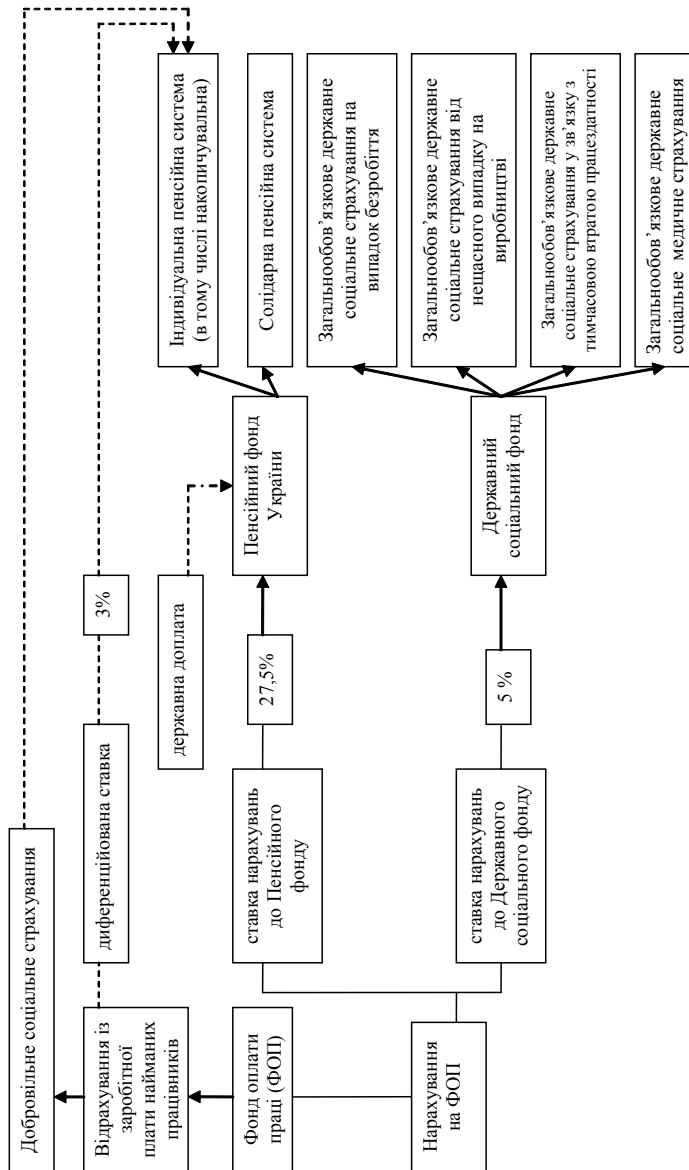 Добровільне соціальне страхування
Відрахування із
заробітної
плати найманих
працівників
диференційована ставка
3%
Індивідуальна пенсійна система
(в тому числі накопичувальна)
державна доплата
Фонд оплати
праці (ФОП)
ставка нарахувань
до Пенсійного
фонду
27,5%
Пенсійний фонд
України
Солідарна пенсійна система
Загальнообов’язкове державне
соціальне страхування на
випадок безробіття
Нарахування
на ФОП
ставка нарахувань
до Державного
соціального фонду
5 %
Державний
соціальний фонд
Загальнообов’язкове державне
соціальне страхування від
нещасного випадку на
виробництві
Загальнообов’язкове державне
соціальне страхування у зв’язку з
тимчасовою втратою працездатності
Загальнообов’язкове державне
соціальне медичне страхування